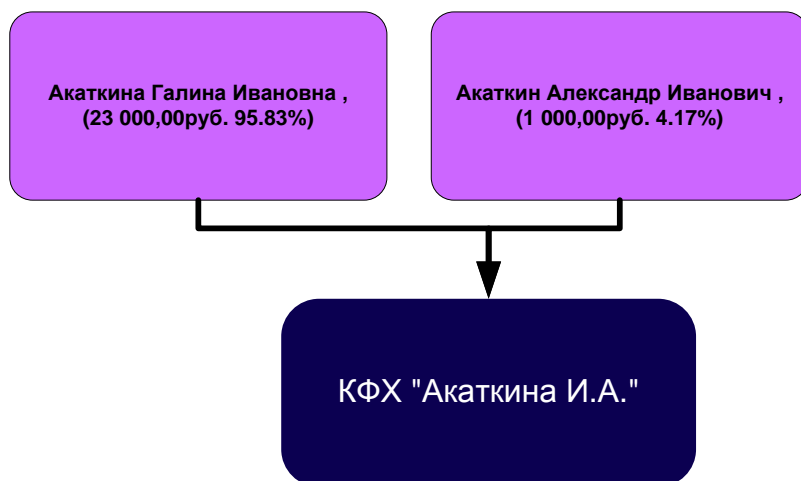 Акаткина Галина Ивановна ,
(23 000,00руб. 95.83%)
Акаткин Александр Иванович ,
(1 000,00руб. 4.17%)
КФХ "Акаткина И.А."